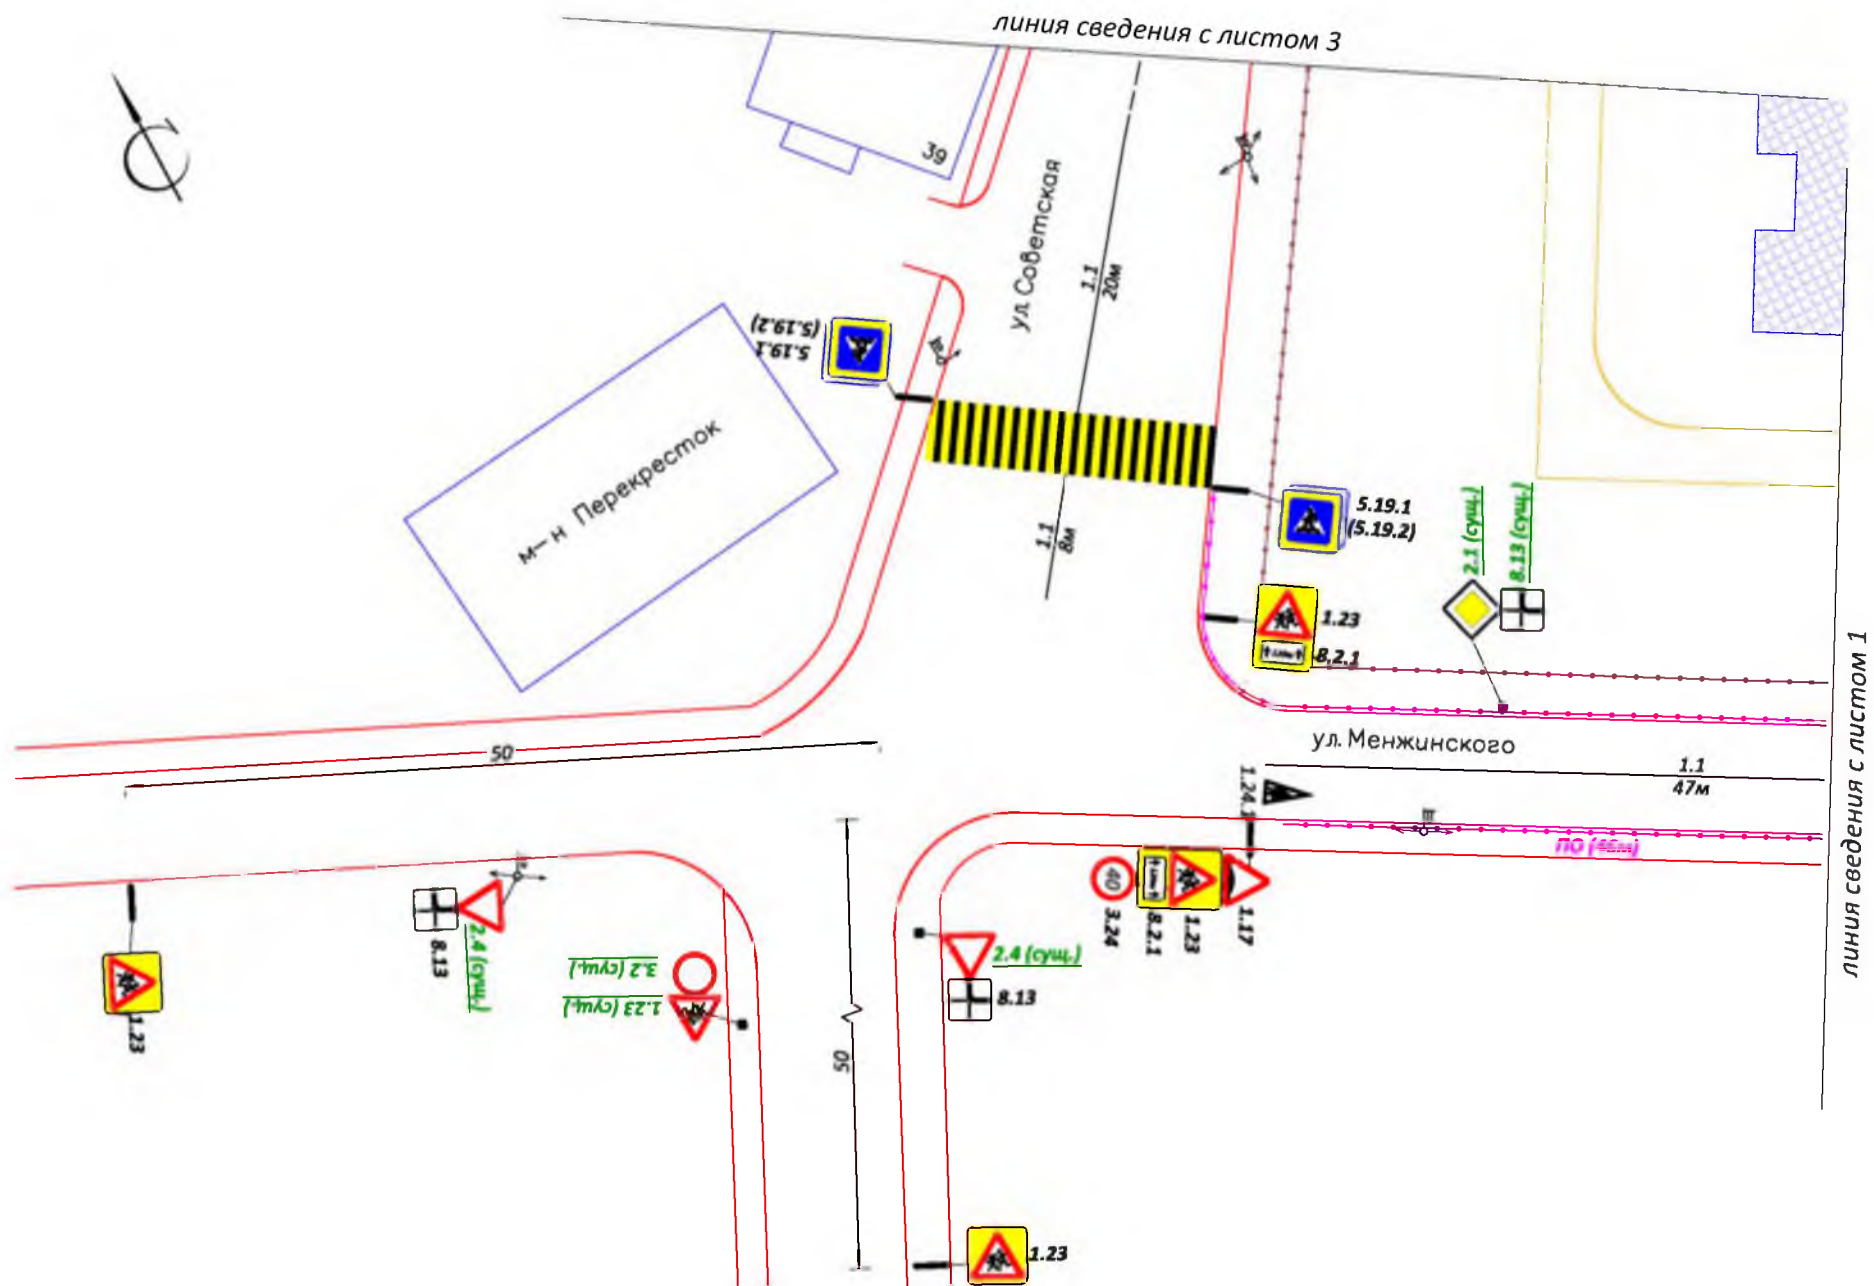 линия сведения с листом 3
39
ул. Советская
1.1
20м
5.19.1
(5.19.2)
м-н Перекресток
1.1
8м
5.19.1
(5.19.2)
2.1 (сущ.)
8.13 (сущ.)
1.23
8.2.1
ул. Менжинского
1.1
47м
линия сведения с листом 1
50
1.24.1
ПО (46м)
40
3.24
8.2.1
1.23
1.17
2.4 (сущ.)
8.13
3.2 (сущ.)
1.23 (сущ.)
2.4 (сущ.)
8.13
1.23
50
1.23